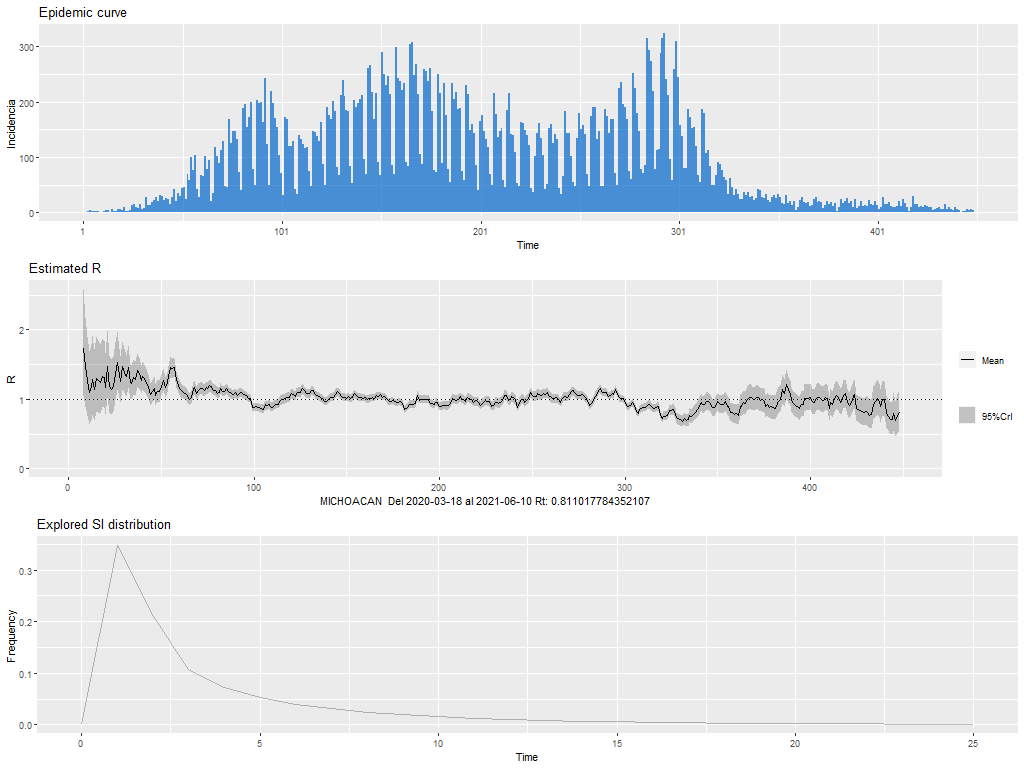 Epidemic curve
Incidencia
300
200
100
0
1
101
201
301
401
Time
Estimated R
R
2
1
0
0
100
200
300
400
MICHOACAN Del 2020-03-18 al 2021-06-10 Rt: 0.811017784352107
Mean
95%CrI
Explored SI distribution
Frequency
0.3
0.2
0.1
0.0
0
5
10
15
20
25
Time